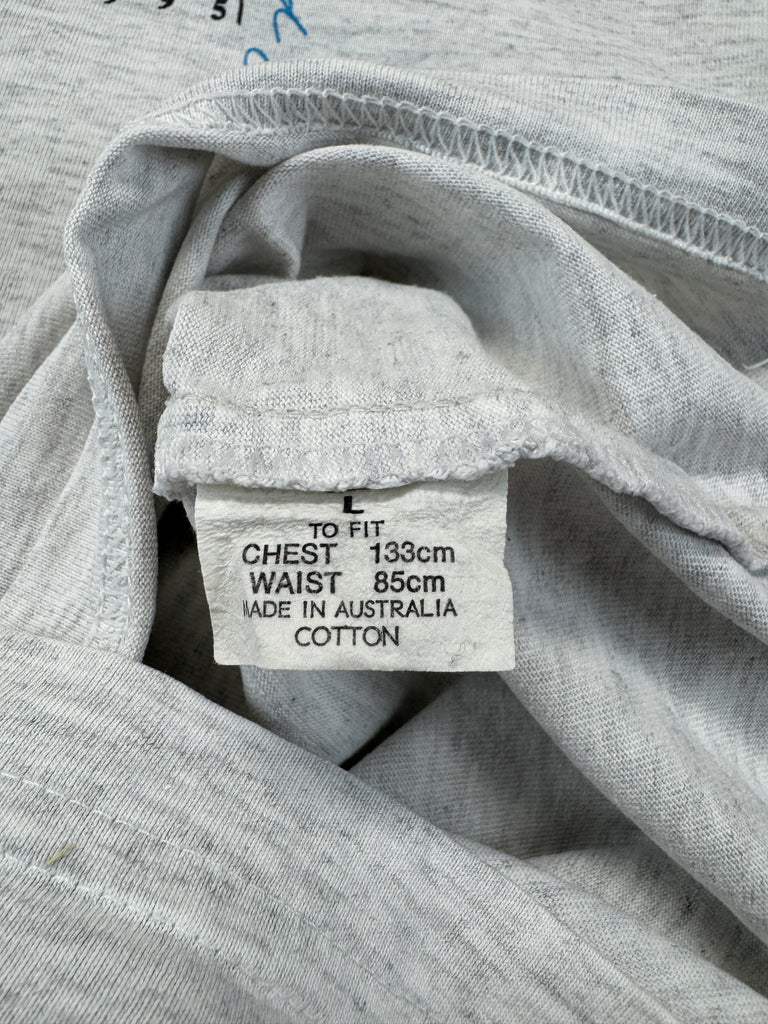 L
TO FIT
CHEST 133cm
WAIST 85cm
MADE IN AUSTRALIA
COTTON